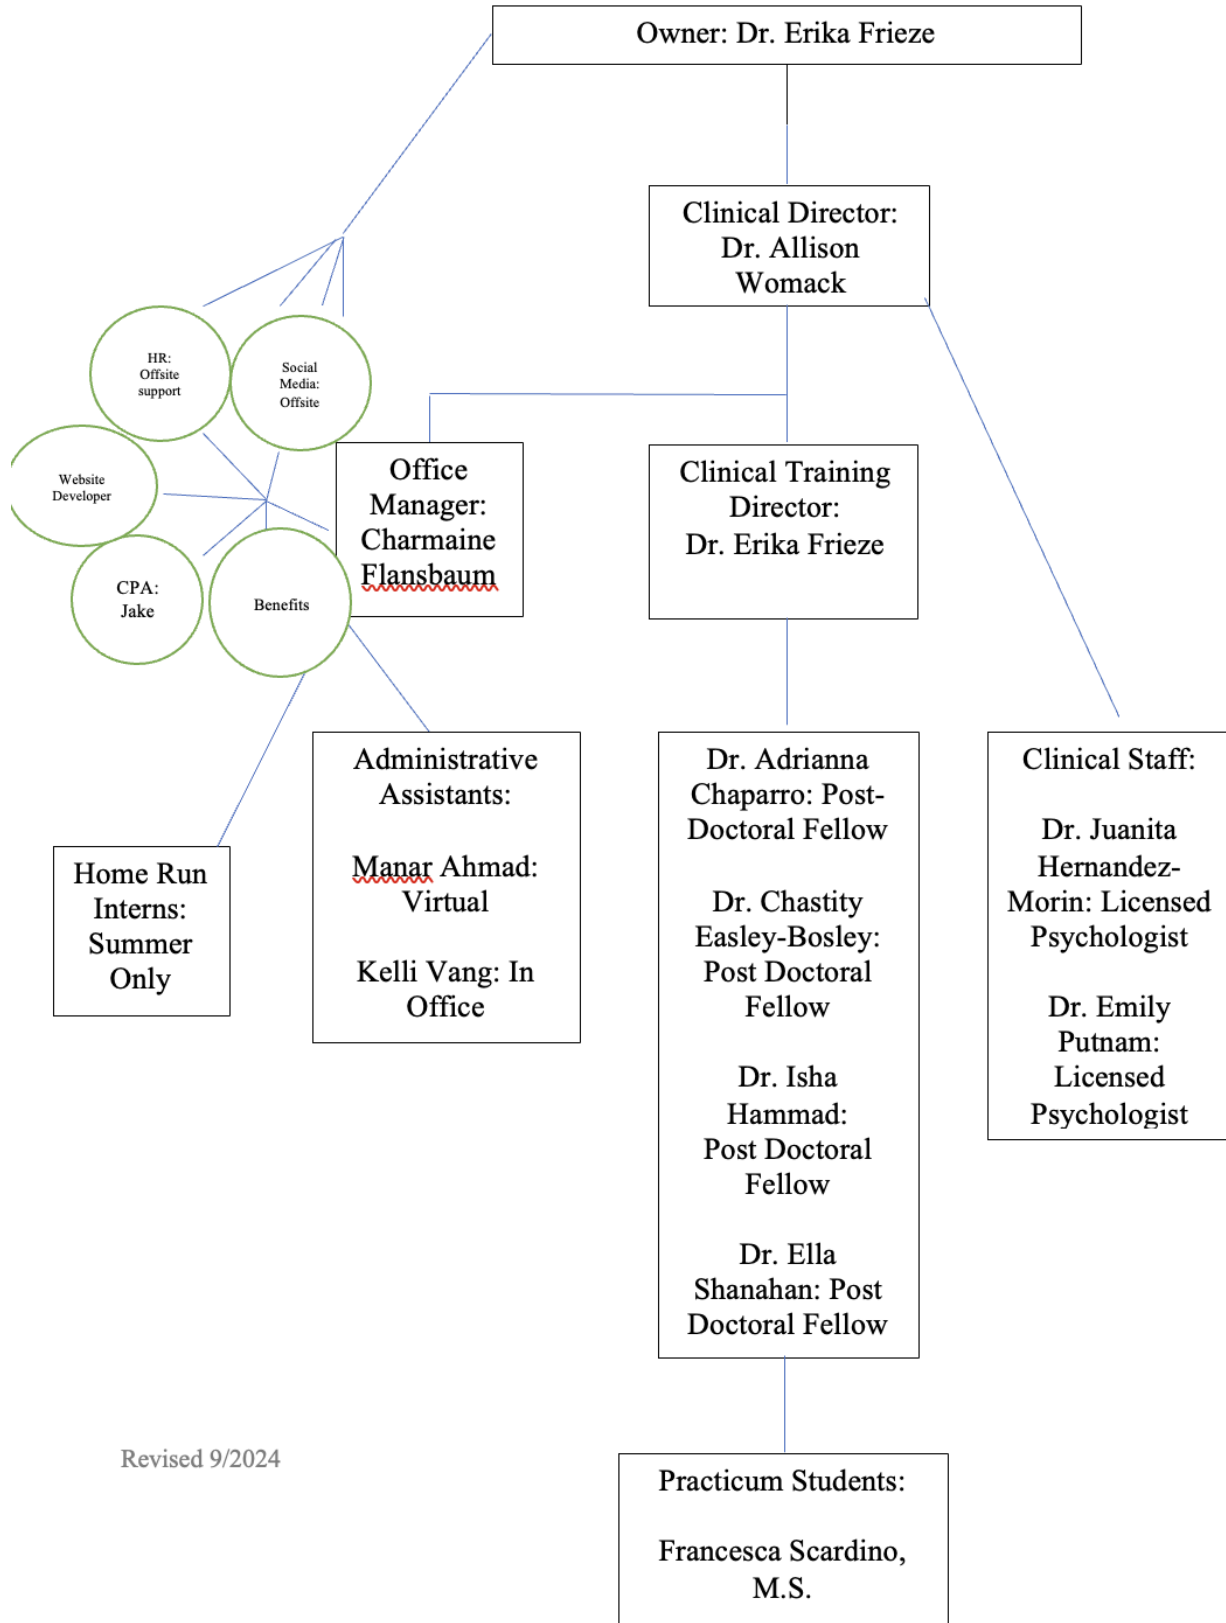 Owner: Dr. Erika Frieze
Clinical Director:
Dr. Allison
Womack
HR:
Offsite
support
Social
Media:
Offsite
Website
Developer
CPA:
Jake
Benefits
Office
Manager:
Charmaine
Flansbaum
Clinical Training
Director:
Dr. Erika Frieze
Home Run
Interns:
Summer
Only
Administrative
Assistants:
Manar Ahmad:
Virtual
Kelli Vang: In
Office
Dr. Adrianna
Chaparro: Post-
Doctoral Fellow
Dr. Chastity
Easley-Bosley:
Post Doctoral
Fellow
Dr. Isha
Hammad:
Post Doctoral
Fellow
Dr. Ella
Shanahan: Post
Doctoral Fellow
Clinical Staff:
Dr. Juanita
Hernandez-
Morin: Licensed
Psychologist
Dr. Emily
Putnam:
Licensed
Psychologist
Revised 9/2024
Practicum Students:
Francesca Scardino,
M.S.